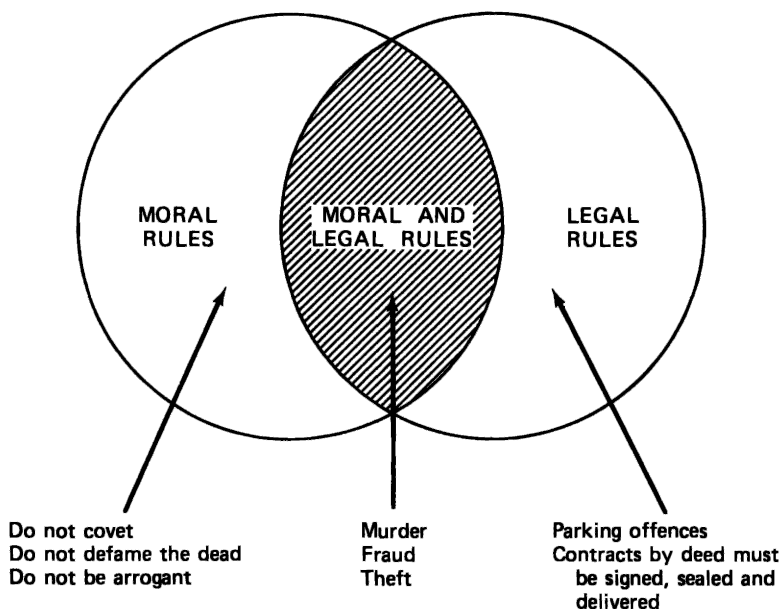 MORAL
RULES
MORAL AND
LEGAL RULES
LEGAL
RULES
Do not covet
Do not defame the dead
Do not be arrogant
Murder
Fraud
Theft
Parking offences
Contracts by deed must
be signed, sealed and
delivered